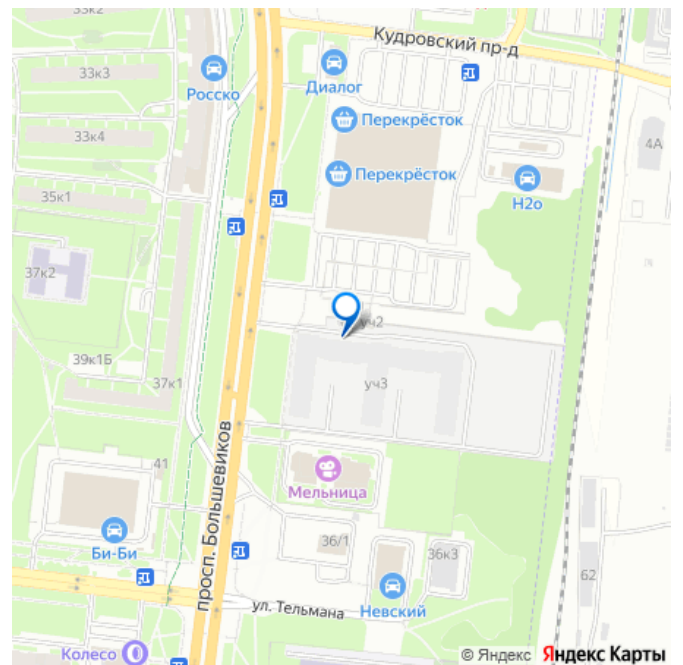 33к2
Кудровский пр-д
33к3
Росско
Диалог
Перекрёсток
33к4
4А
Перекрёсток
35к1
Н2о
37к2
уч2
39к1Б
37к1
уч3
просп. Большевиков
41
Мельница
Би-Би
36/1
36к3
62
ул. Тельмана
Невский
Колесо
© Яндекс Яндекс Карты